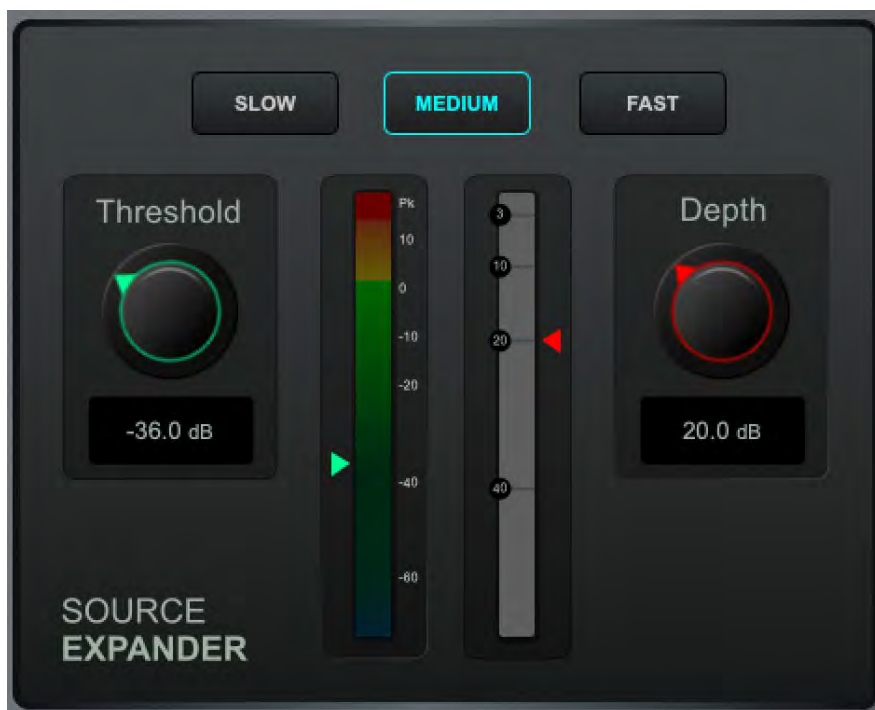 SLOW MEDIUM FAST
Threshold
-36.0 dB
Pk
10
0
-10
-20
-40
-60
3
10
20
40
Depth
20.0 dB
SOURCE
EXPANDER